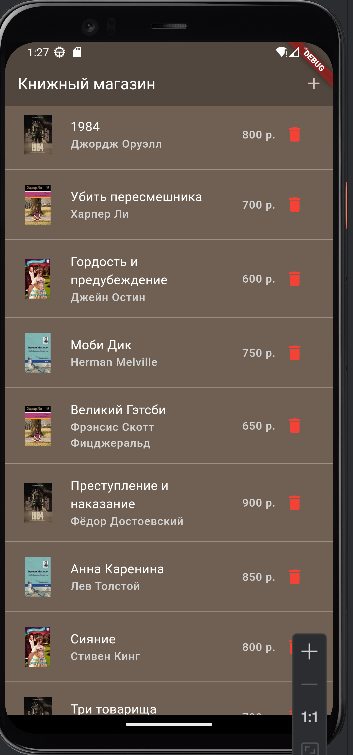 1:27
DEBUG
Книжный магазин
1984
Джордж Оруэлл
800 р.
Убить пересмешника
Харпер Ли
700 р.
Гордость и
предубеждение
Джейн Остин
600 р.
Моби Дик
Herman Melville
750 р.
Великий Гэтсби
Фрэнсис Скотт
Фицджеральд
650 р.
Преступление и
наказание
Фёдор Достоевский
900 р.
Анна Каренина
Лев Толстой
850 р.
Сияние
Стивен Кинг
800 р.
Три товарища
1:1